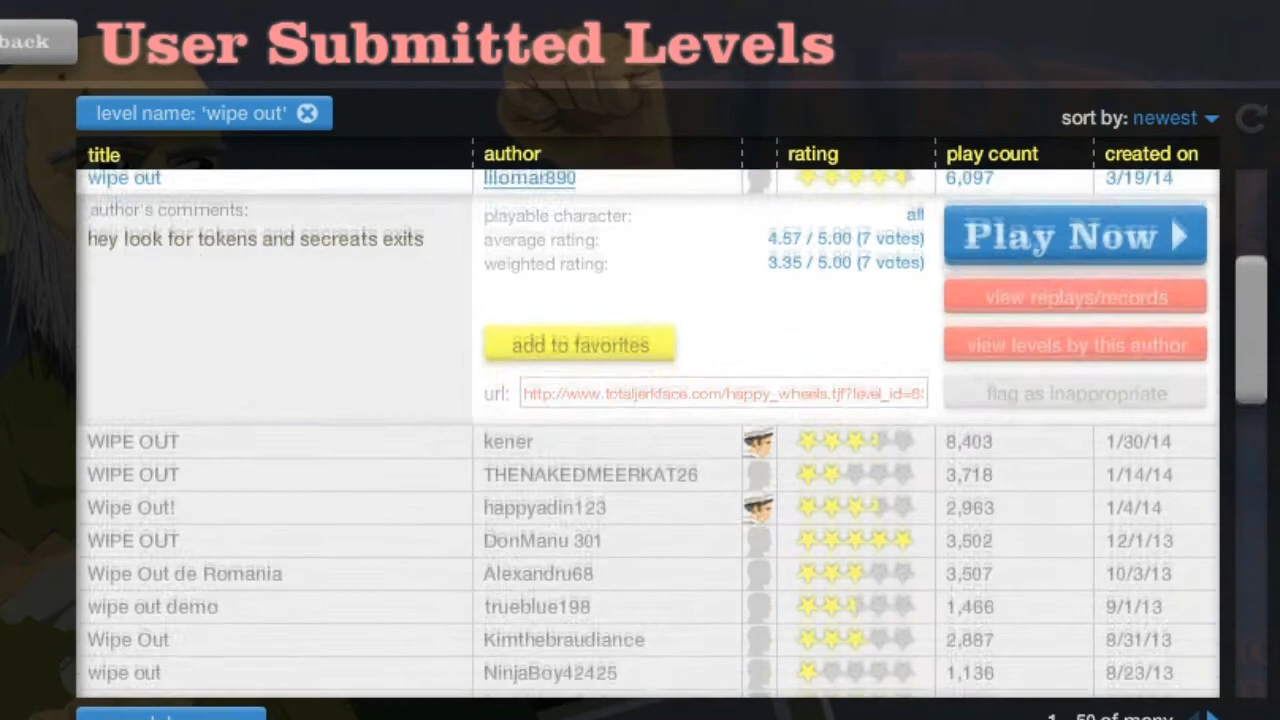 back
User Submitted Levels
level name: 'wipe out'
sort by: newest
title author rating play count created on
wipe out lilomar890 6,097 3/19/14
author's comments:
hey look for tokens and secreats exits
playable character: all
average rating: 4.57 / 5.00 (7 votes)
weighted rating: 3.35 / 5.00 (7 votes)
Play Now
view replays/records
add to favorites
view levels by this author
url: http://www.totaljerkface.com/happy_wheels.tjf?level_id=6
flag as inappropriate
WIPE OUT kener 8,403 1/30/14
WIPE OUT THENAKEDMEERKAT26 3,718 1/14/14
Wipe Out! happyadin123 2,963 1/4/14
WIPE OUT DonManu 301 3,502 12/1/13
Wipe Out de Romania Alexandru68 3,507 10/3/13
wipe out demo trueblue198 1,466 9/1/13
Wipe Out Kimthebraudiance 2,887 8/31/13
wipe out NinjaBoy42425 1,136 8/23/13
1 - 50 of many